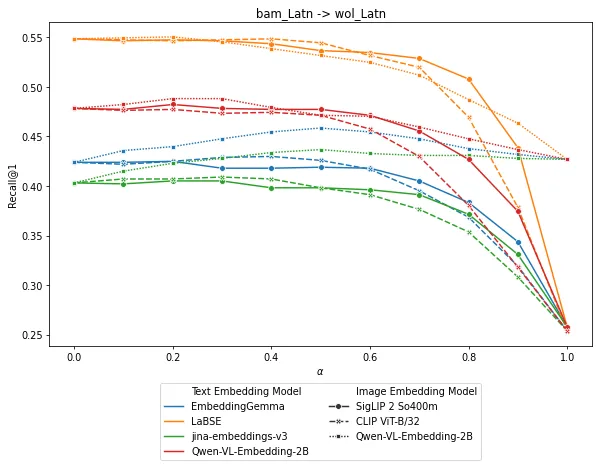 bam_Latn -> wol_Latn
Recall@1
0.55
0.50
0.45
0.40
0.35
0.30
0.25
0.0 0.2 0.4 0.6 0.8 1.0
α
Text Embedding Model Image Embedding Model
EmbeddingGemma SigLIP 2 So400m
LaBSE CLIP ViT-B/32
jina-embeddings-v3 Qwen-VL-Embedding-2B
Qwen-VL-Embedding-2B